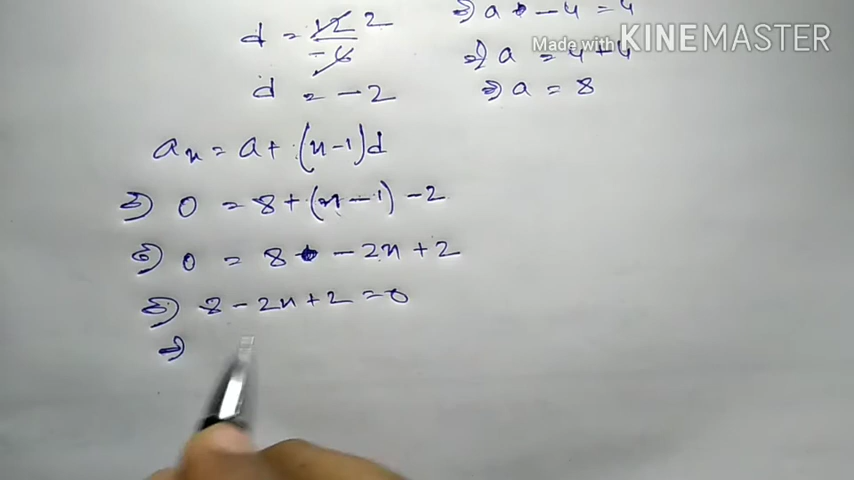 d = 12/-6 2
d = -2
⇒ a - 4 = 4
⇒ a = 4 + 4
⇒ a = 8
Made with KINEMASTER
aₙ = a + (n-1)d
⇒ 0 = 8 + (n-1) -2
⇒ 0 = 8 - 2n + 2
⇒ 8 - 2n + 2 = 0
⇒